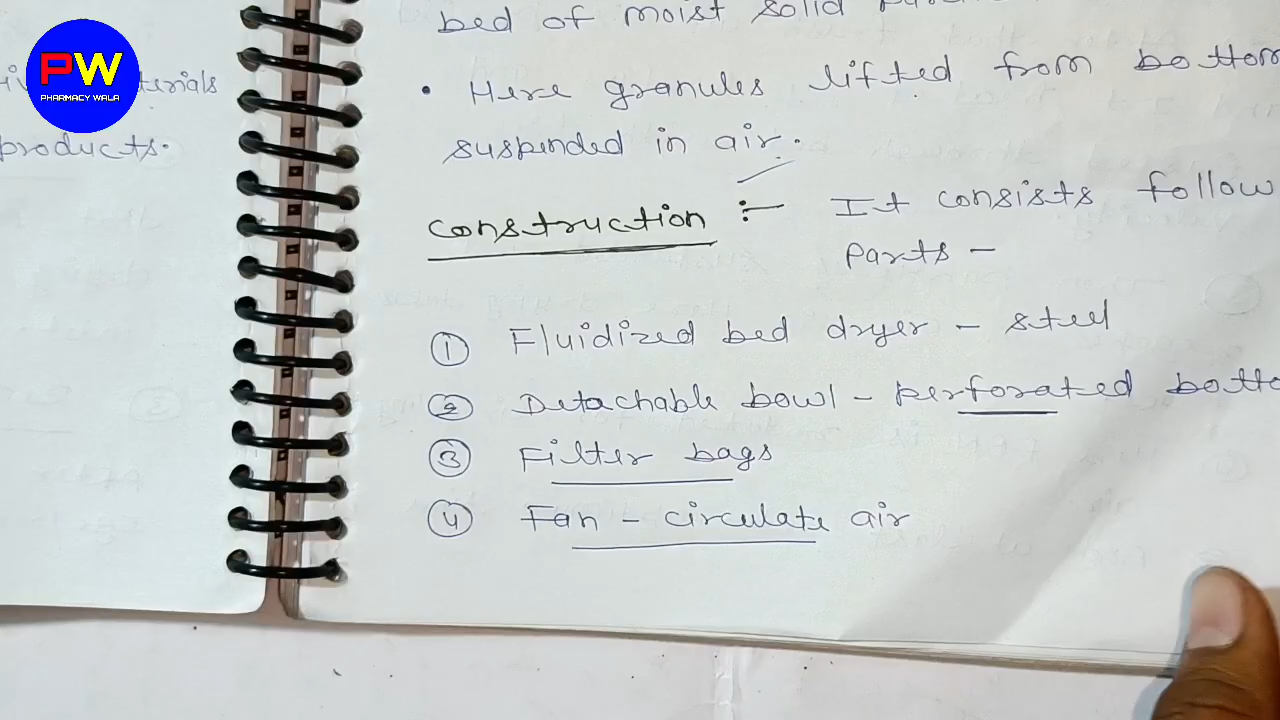 PW
PHARMACY WALA
terials
products.
bed of moist solid
• Here granules lifted from bottom
suspended in air.
Construction :- It consists follow
Parts -
① Fluidized bed dryer - steel
② Detachable bowl - perforated botto
③ Filter bags
④ Fan - circulate air